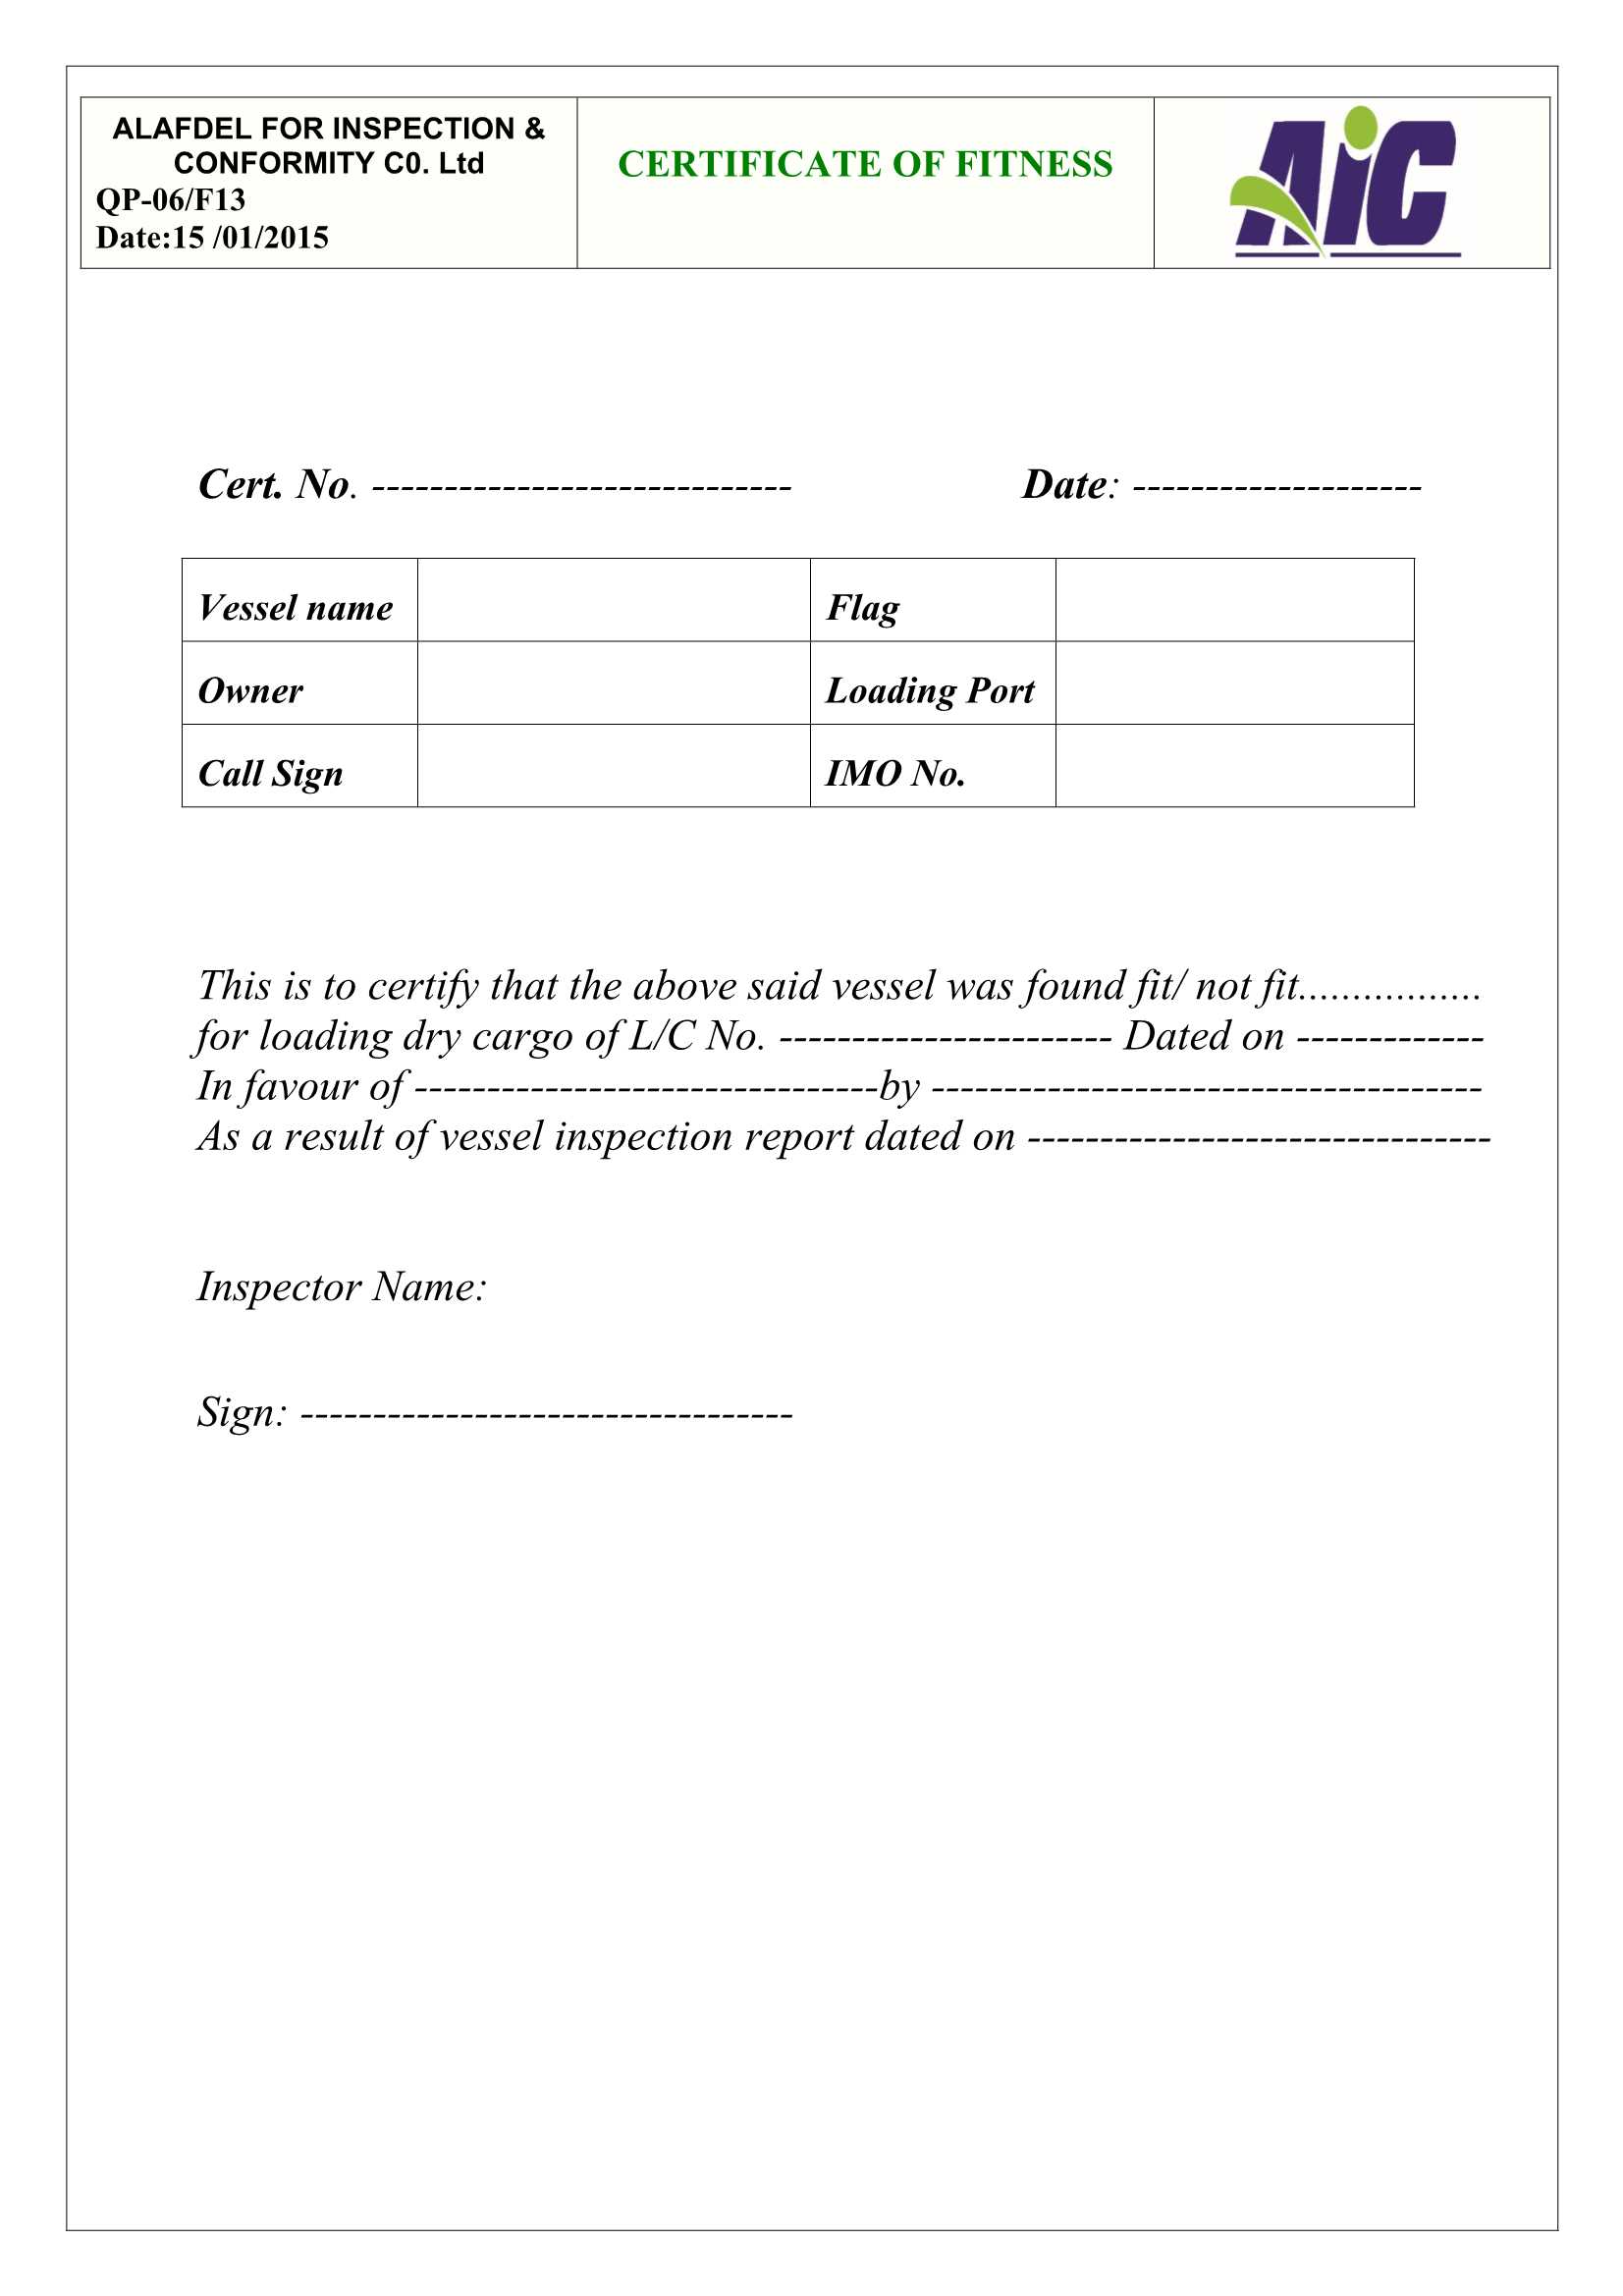 ALAFDEL FOR INSPECTION &
CONFORMITY C0. Ltd
QP-06/F13
Date:15 /01/2015
CERTIFICATE OF FITNESS
AiC
Cert. No. ----------------------------- Date: --------------------
Vessel name Flag
Owner Loading Port
Call Sign IMO No.
This is to certify that the above said vessel was found fit/ not fit.................
for loading dry cargo of L/C No. ----------------------- Dated on -------------
In favour of --------------------------------by --------------------------------------
As a result of vessel inspection report dated on --------------------------------
Inspector Name:
Sign: ----------------------------------